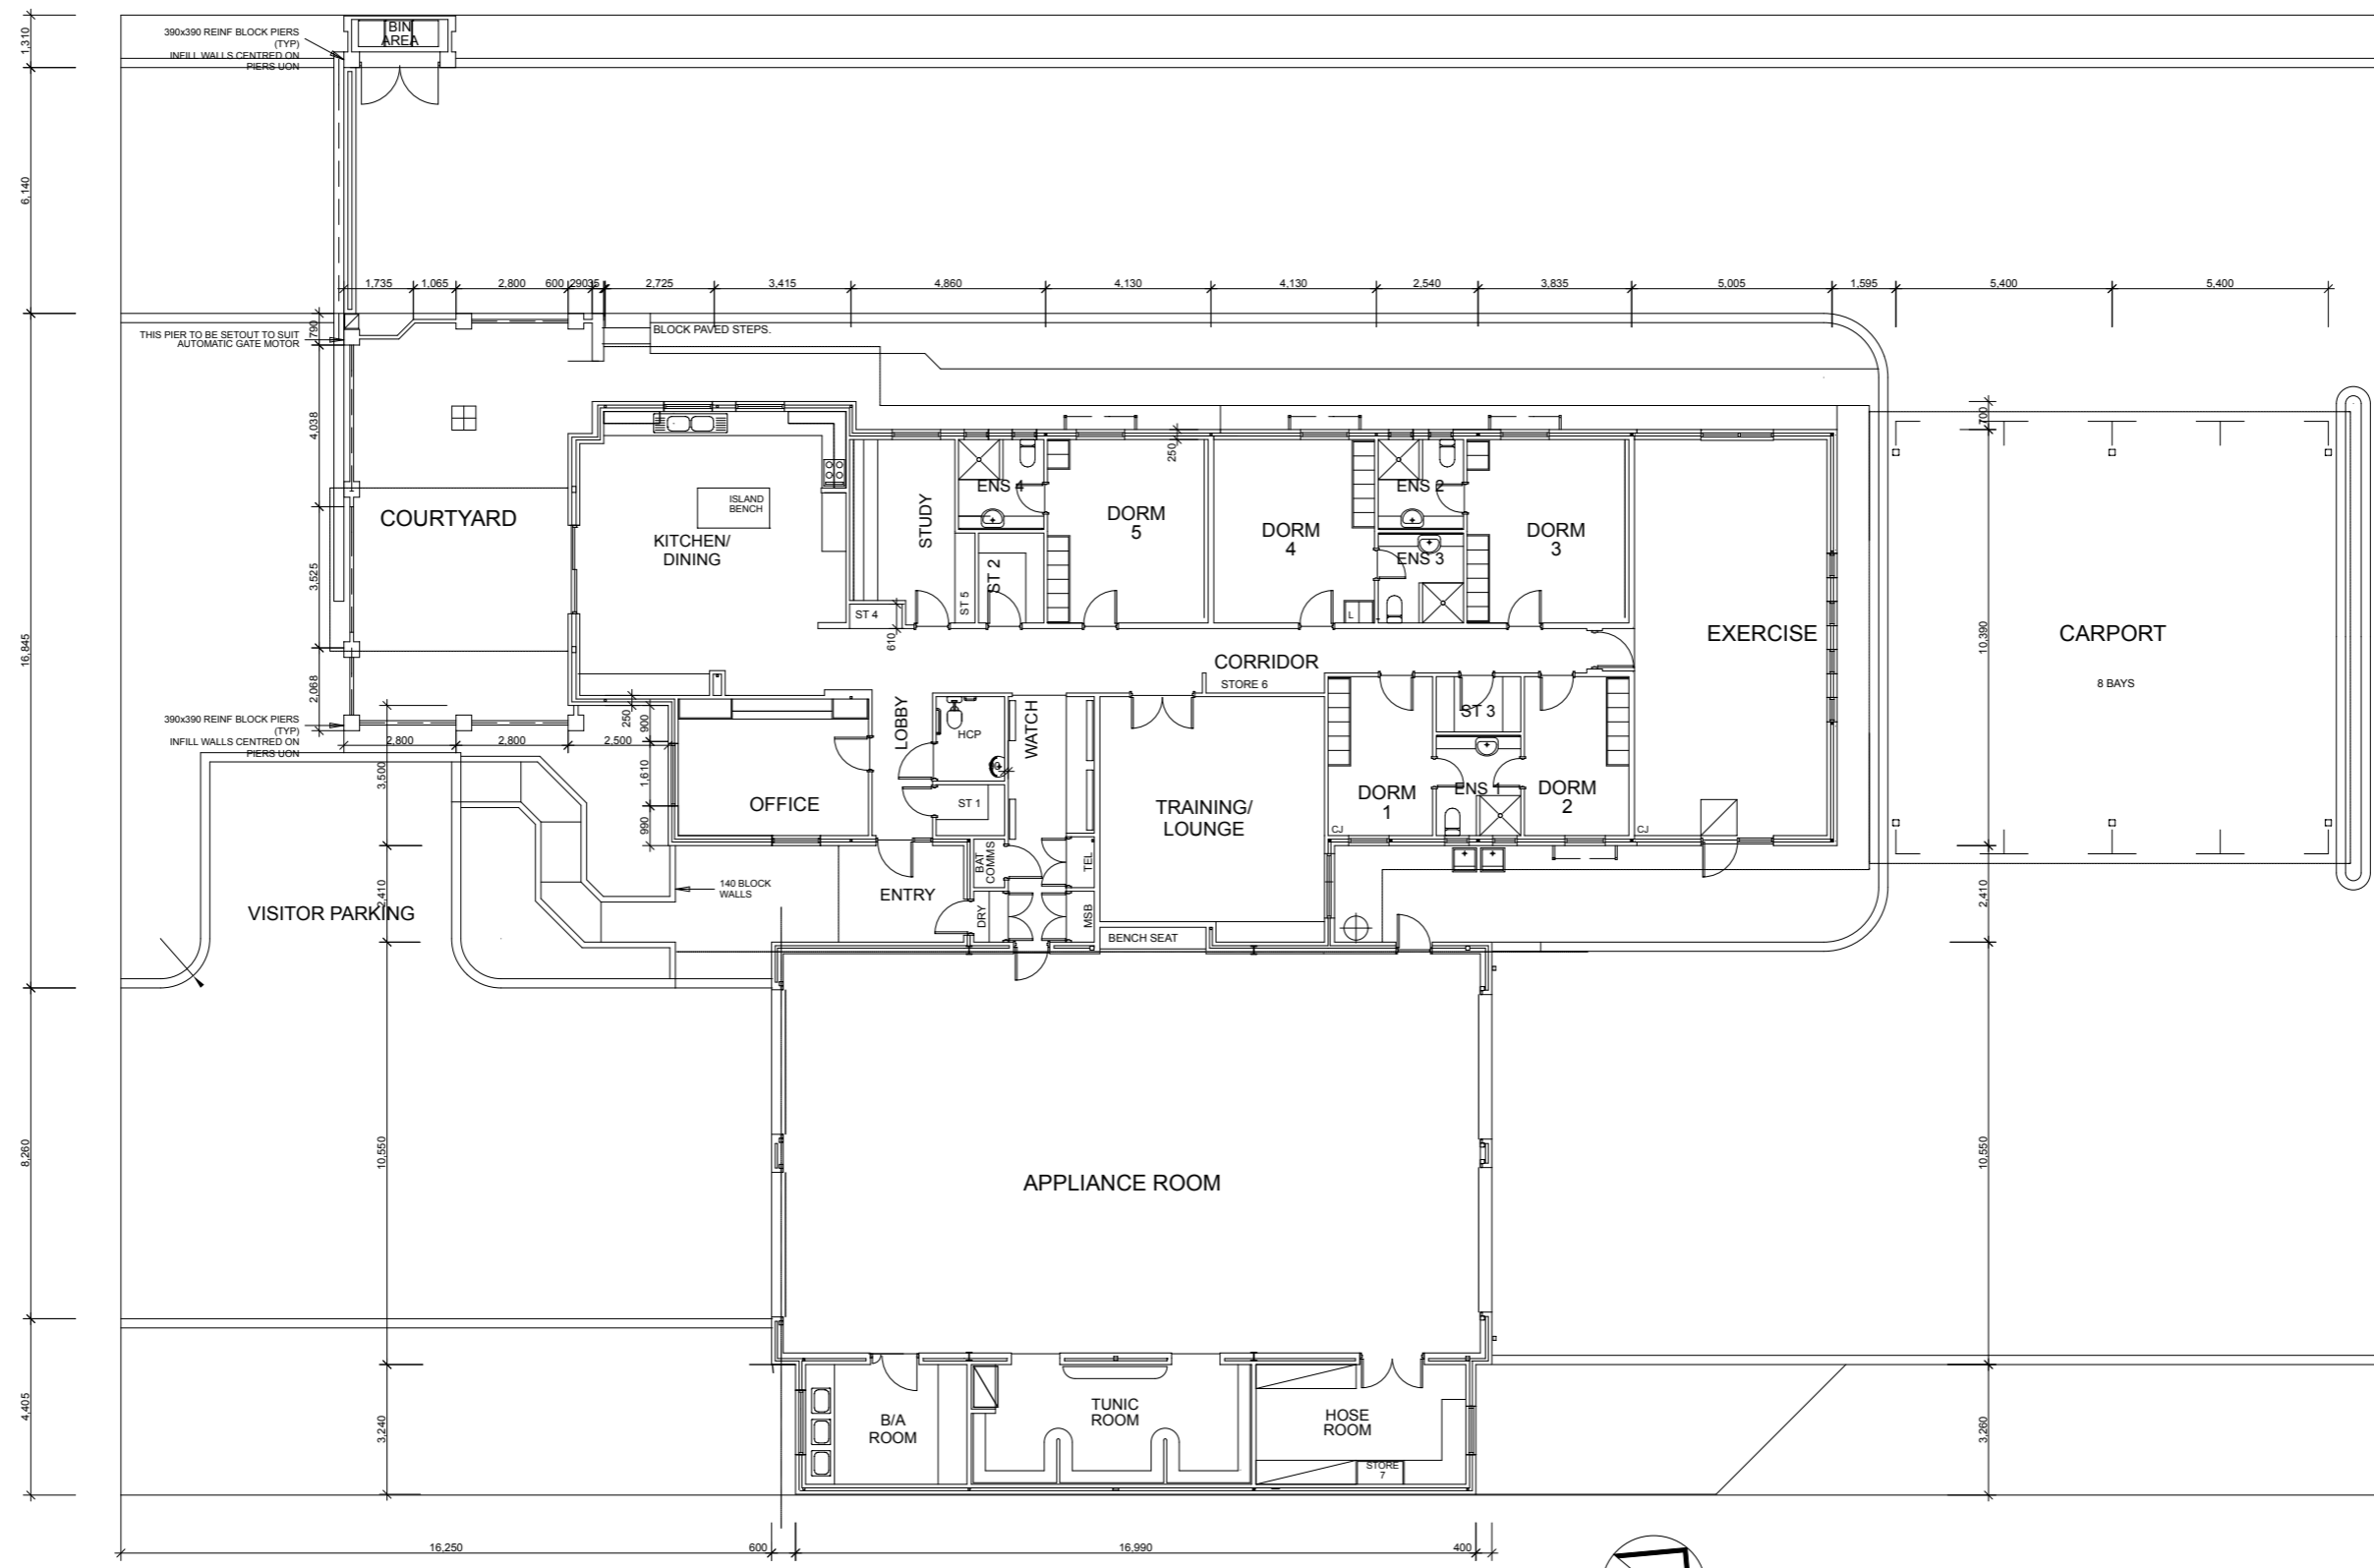 390x390 REINF BLOCK PIERS
(TYP)
INFILL WALLS CENTRED ON
PIERS UON
BIN
AREA
1,310
6,140
1,735
1,065
2,800
600
290
35
2,725
3,415
4,860
4,130
4,130
2,540
3,835
5,005
1,595
5,400
5,400
THIS PIER TO BE SETOUT TO SUIT
AUTOMATIC GATE MOTOR
790
BLOCK PAVED STEPS.
4,038
250
700
COURTYARD
ISLAND
BENCH
KITCHEN/
DINING
STUDY
ENS 4
DORM
5
DORM
4
ENS 2
ENS 3
DORM
3
3,525
ST 4
ST 5
ST 2
L
610
EXERCISE
CARPORT
8 BAYS
10,390
16,845
2,068
CORRIDOR
STORE 6
390x390 REINF BLOCK PIERS
(TYP)
INFILL WALLS CENTRED ON
PIERS UON
2,800
2,800
2,500
250
900
LOBBY
HCP
WATCH
ST 3
3,500
1,610
OFFICE
ST 1
TRAINING/
LOUNGE
DORM
1
ENS 1
DORM
2
990
CJ
CJ
BAT
COMMS
TEL
140 BLOCK
WALLS
ENTRY
DRY
MSB
BENCH SEAT
VISITOR PARKING
2,410
2,410
8,260
10,550
APPLIANCE ROOM
10,550
4,405
3,240
B/A
ROOM
TUNIC
ROOM
HOSE
ROOM
STORE
7
3,260
16,250
600
16,990
400